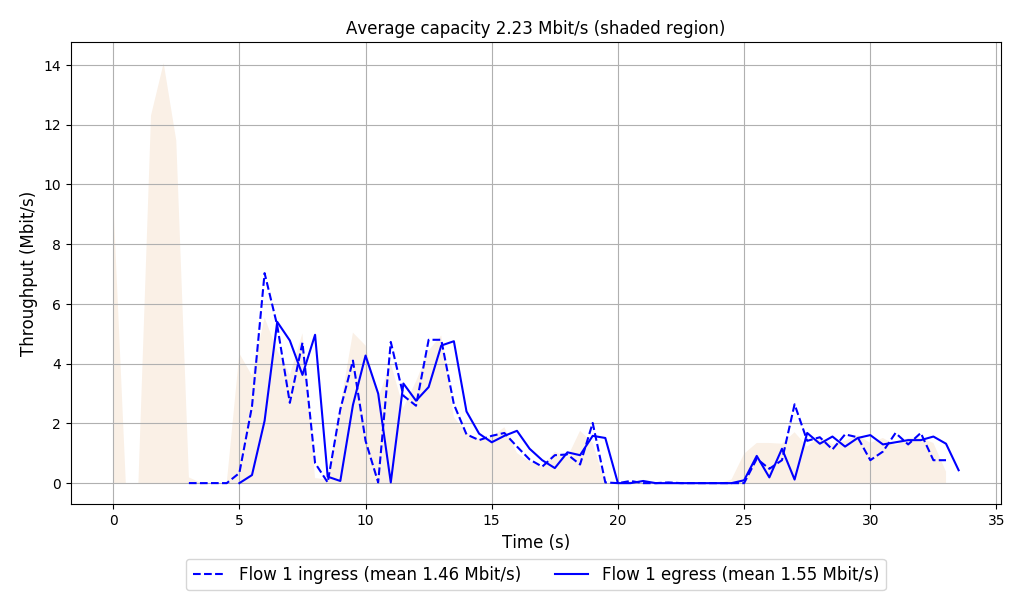 Average capacity 2.23 Mbit/s (shaded region)
14
12
10
8
6
4
2
0
Throughput (Mbit/s)
0 5 10 15 20 25 30 35
Time (s)
Flow 1 ingress (mean 1.46 Mbit/s) Flow 1 egress (mean 1.55 Mbit/s)